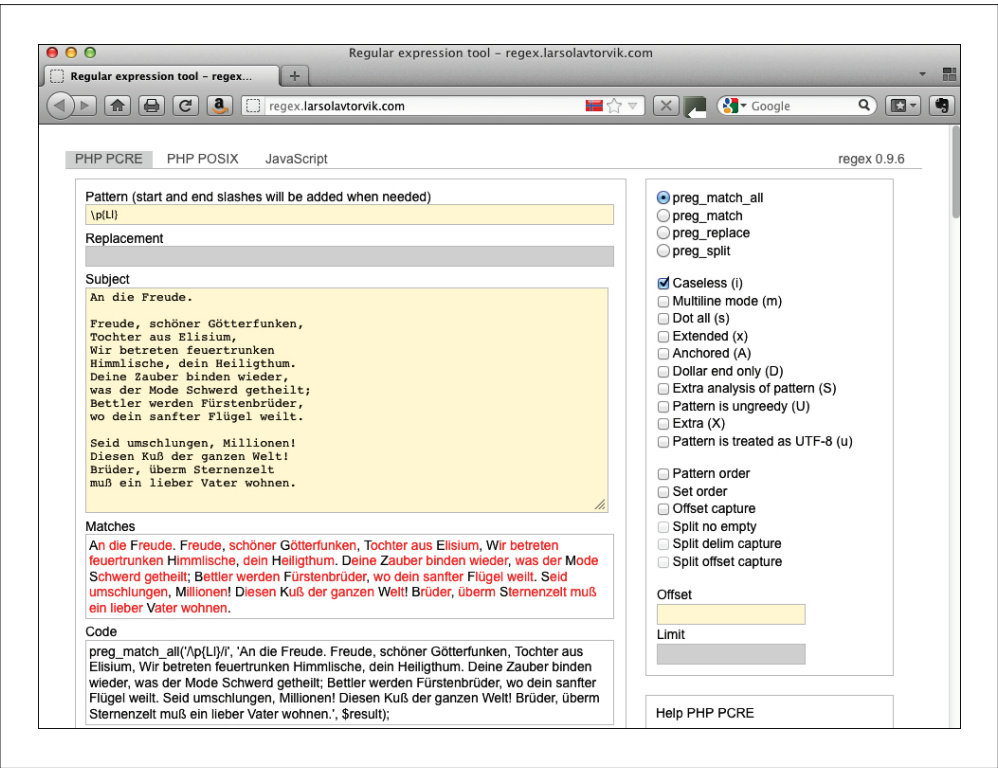 Regular expression tool – regex.larsolavtorvik.com
Regular expression tool – regex...
regex.larsolavtorvik.com
Google
PHP PCRE PHP POSIX JavaScript
regex 0.9.6
Pattern (start and end slashes will be added when needed)
\p{Ll}
Replacement
Subject
An die Freude.
Freude, schöner Götterfunken,
Tochter aus Elisium,
Wir betreten feuertrunken
Himmlische, dein Heiligthum.
Deine Zauber binden wieder,
was der Mode Schwerd getheilt;
Bettler werden Fürstenbrüder,
wo dein sanfter Flügel weilt.
Seid umschlungen, Millionen!
Diesen Kuß der ganzen Welt!
Brüder, überm Sternenzelt
muß ein lieber Vater wohnen.
Matches
An die Freude. Freude, schöner Götterfunken, Tochter aus Elisium, Wir betreten
feuertrunken Himmlische, dein Heiligthum. Deine Zauber binden wieder, was der Mode
Schwerd getheilt; Bettler werden Fürstenbrüder, wo dein sanfter Flügel weilt. Seid
umschlungen, Millionen! Diesen Kuß der ganzen Welt! Brüder, überm Sternenzelt muß
ein lieber Vater wohnen.
Code
preg_match_all('/\p{Ll}/i', 'An die Freude. Freude, schöner Götterfunken, Tochter aus
Elisium, Wir betreten feuertrunken Himmlische, dein Heiligthum. Deine Zauber binden
wieder, was der Mode Schwerd getheilt; Bettler werden Fürstenbrüder, wo dein sanfter
Flügel weilt. Seid umschlungen, Millionen! Diesen Kuß der ganzen Welt! Brüder, überm
Sternenzelt muß ein lieber Vater wohnen.', $result);
preg_match_all
preg_match
preg_replace
preg_split
Caseless (i)
Multiline mode (m)
Dot all (s)
Extended (x)
Anchored (A)
Dollar end only (D)
Extra analysis of pattern (S)
Pattern is ungreedy (U)
Extra (X)
Pattern is treated as UTF-8 (u)
Pattern order
Set order
Offset capture
Split no empty
Split delim capture
Split offset capture
Offset
Limit
Help PHP PCRE